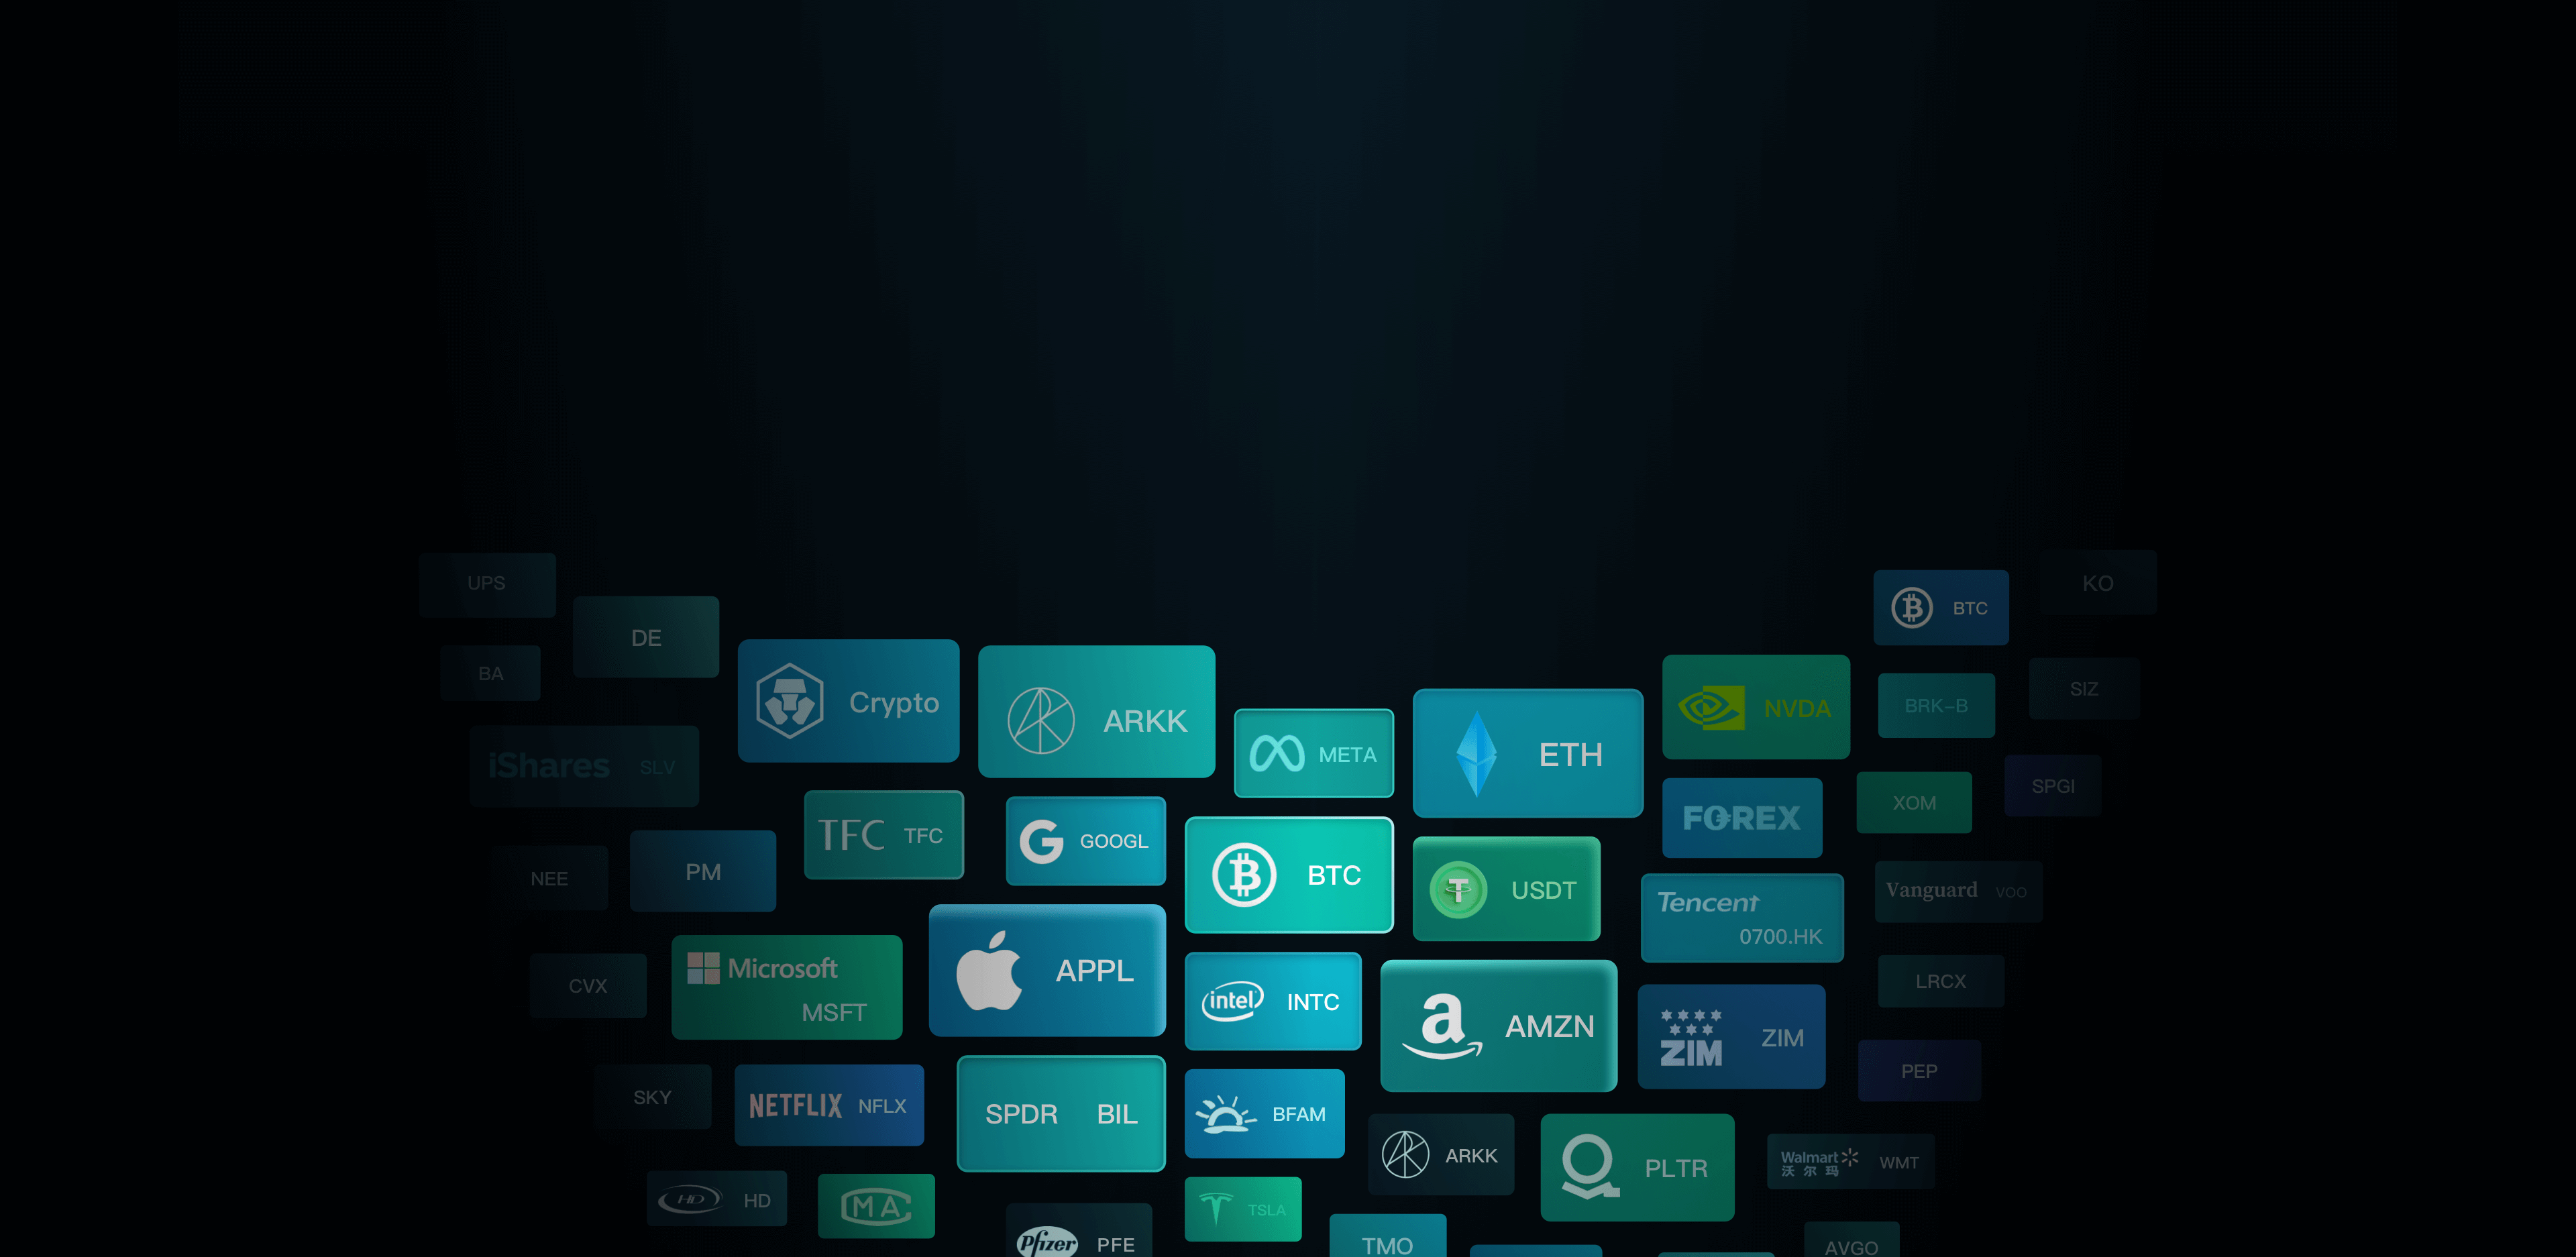 UPS
KO
BTC
DE
BA
SIZ
Crypto
BRK-B
NVDA
ARKK
META
ETH
iShares SLV
SPGI
XOM
FOREX
TFC TFC
GOOGL
BTC
USDT
PM
NEE
Vanguard VOO
Tencent
0700.HK
Microsoft
MSFT
APPL
LRCX
CVX
intel INTC
AMZN
ZIM ZIM
PEP
SKY
NETFLIX NFLX
SPDR BIL
BFAM
ARKK
PLTR
Walmart
沃尔玛
WMT
HD HD
MA
TSLA
Pfizer PFE
TMO
AVGO